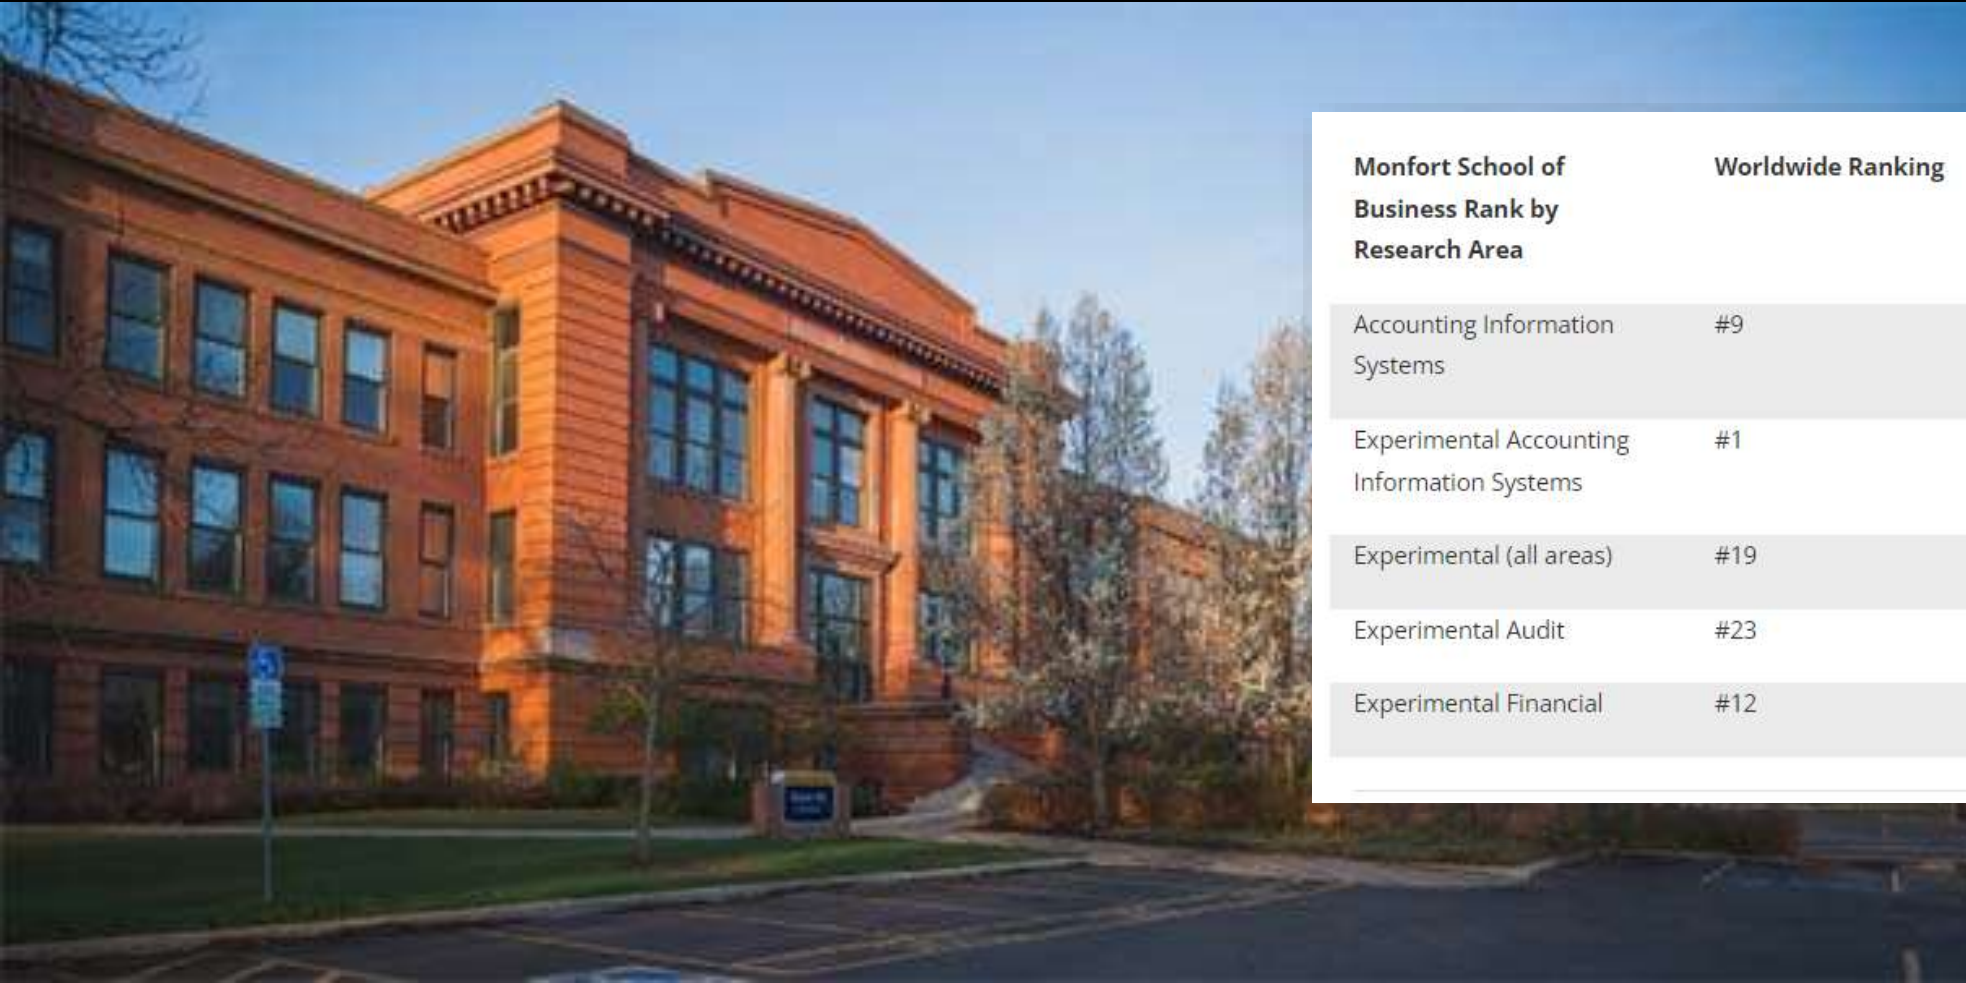 Monfort School of
Business Rank by
Research Area
Worldwide Ranking
Accounting Information
Systems
#9
Experimental Accounting
Information Systems
#1
Experimental (all areas)
#19
Experimental Audit
#23
Experimental Financial
#12